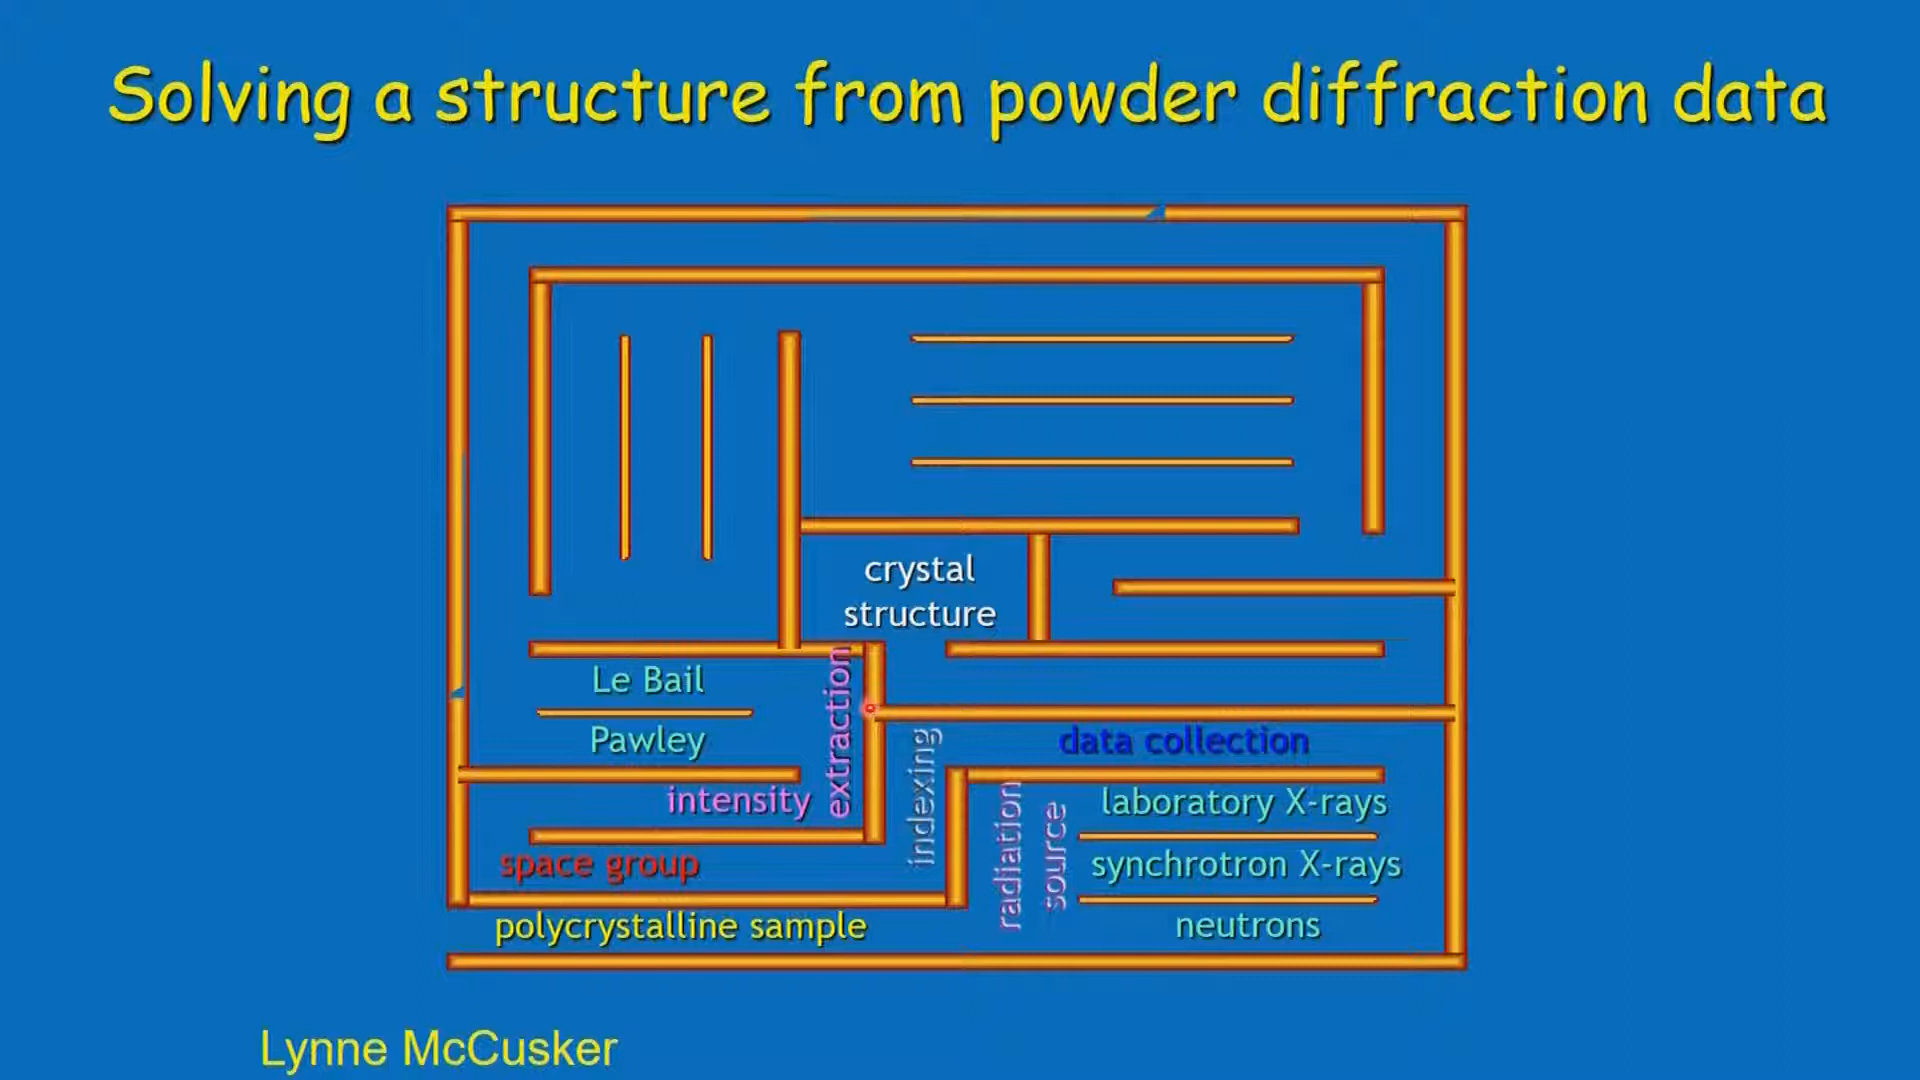 Solving a structure from powder diffraction data
crystal
structure
Le Bail
Pawley
extraction
intensity
space group
polycrystalline sample
indexing
data collection
radiation
source
laboratory X-rays
synchrotron X-rays
neutrons
Lynne McCusker